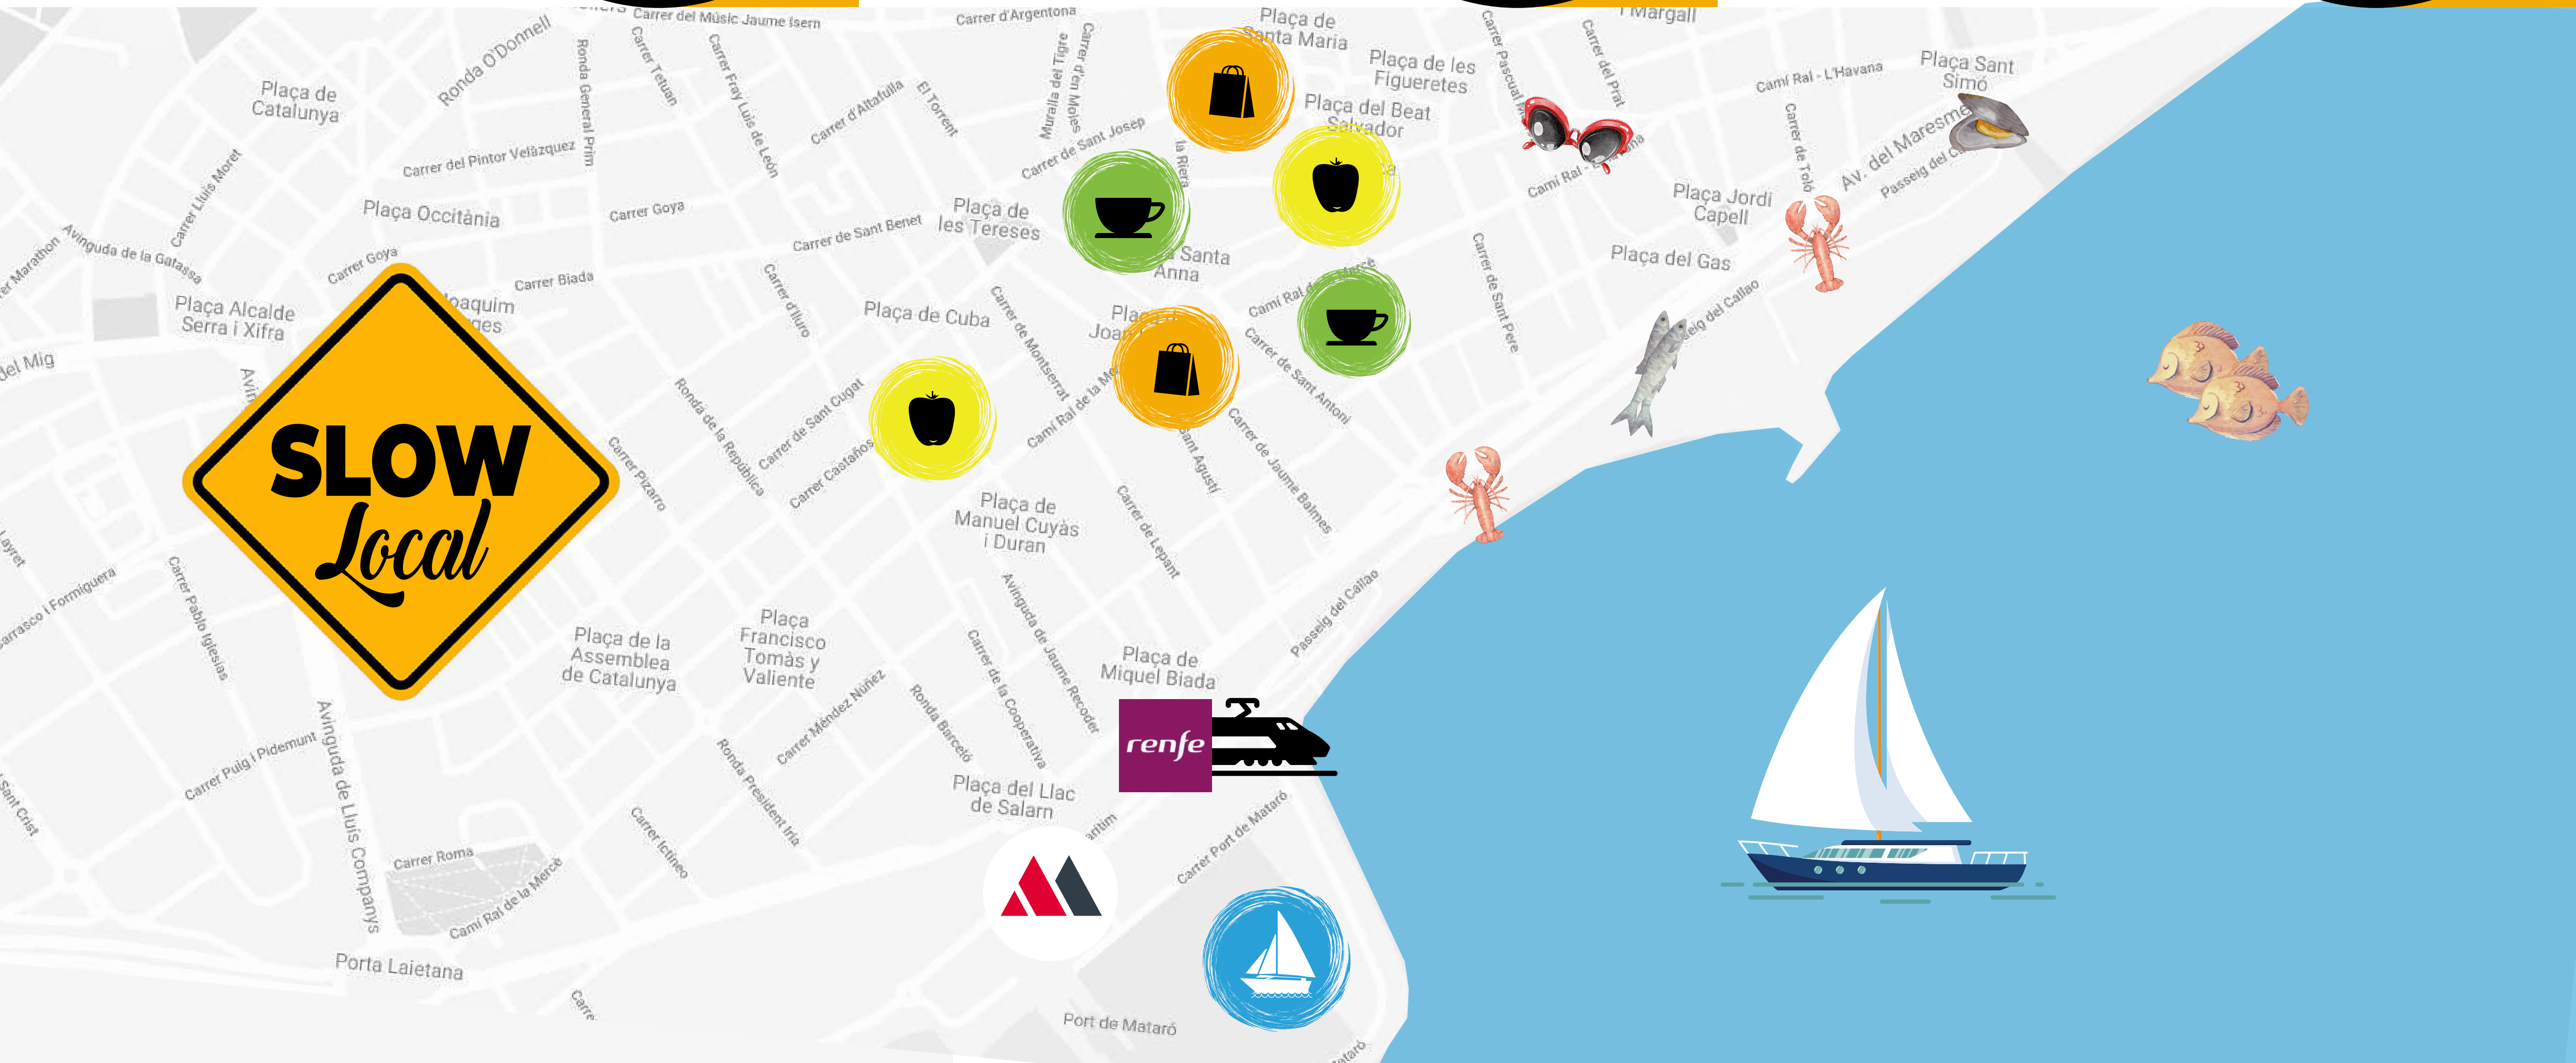 Carrer del Músic Jaume Isern
Carrer d'Argentona
Plaça de
Santa Maria
i Margall
Ronda O'Donnell
Ronda General Prim
Carrer Tetuan
Carrer Fray Luis de León
Muralla del Tigre
Carrer d'en Moles
Plaça de les
Figueretes
Carrer Pascual
Carrer del Prat
Camí Ral - L'Havana
Plaça Sant
Simó
Plaça de
Catalunya
Carrer d'Altafulla
El Torrent
Plaça del Beat
Salvador
Carrer de Toló
Av. del Maresme
Passeig del
Carrer de Sant Josep
la Riera
Camí Ral -
Carrer del Pintor Velàzquez
Carrer Lluís Moret
Plaça Occitània
Carrer Goya
Plaça de
les Tereses
Plaça Jordi
Capell
Carrer de Sant Benet
Avinguda de la Gatassa
Carrer Goya
Santa
Anna
Plaça del Gas
Carrer de Sant Pere
Carrer Biada
Carrer d'Iluro
Camí Ral
Plaça Alcalde
Serra i Xifra
Plaça de Cuba
Carrer de Montserrat
del Callao
Carrer de Sant Antoni
del Mig
Ronda de la República
Carrer de Sant Cugat
Camí Ral de la
Carrer Castaños
Sant Agustí
Carrer de Jaume Balmes
Carrer Pizarro
SLOW
Local
Plaça de
Manuel Cuyàs
i Duran
Carrer de Lepant
Layret
Carrer Pablo Iglesias
Avinguda de Jaume Recoder
Passeig del Callao
Plaça de la
Assemblea
de Catalunya
Plaça
Francisco
Tomàs y
Valiente
Carrer de la Cooperativa
Plaça de
Miquel Biada
Carrer Méndez Núñez
Ronda Barceló
renfe
Avinguda de Lluís Companys
Carrer Puig i Pidemunt
Ronda President Irla
Plaça del Llac
de Salarn
Sant Crist
Carrer Ictíneo
Carrer Port de Mataró
Carrer Roma
Camí Ral de la Mercè
Porta Laietana
Port de Mataró